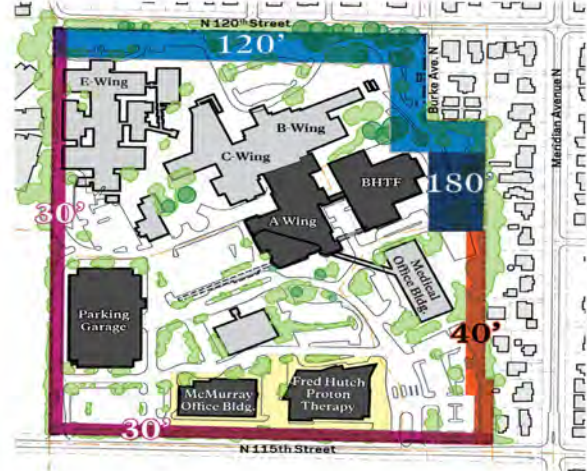 N 120th Street
120'
E-Wing
B-Wing
C-Wing
BHTF
Burke Ave. N
Meridian Avenue N
180'
30'
A Wing
Medical
Office Bldg.
Parking
Garage
40'
McMurray
Office Bldg.
Fred Hutch
Proton
Therapy
30'
N 115th Street